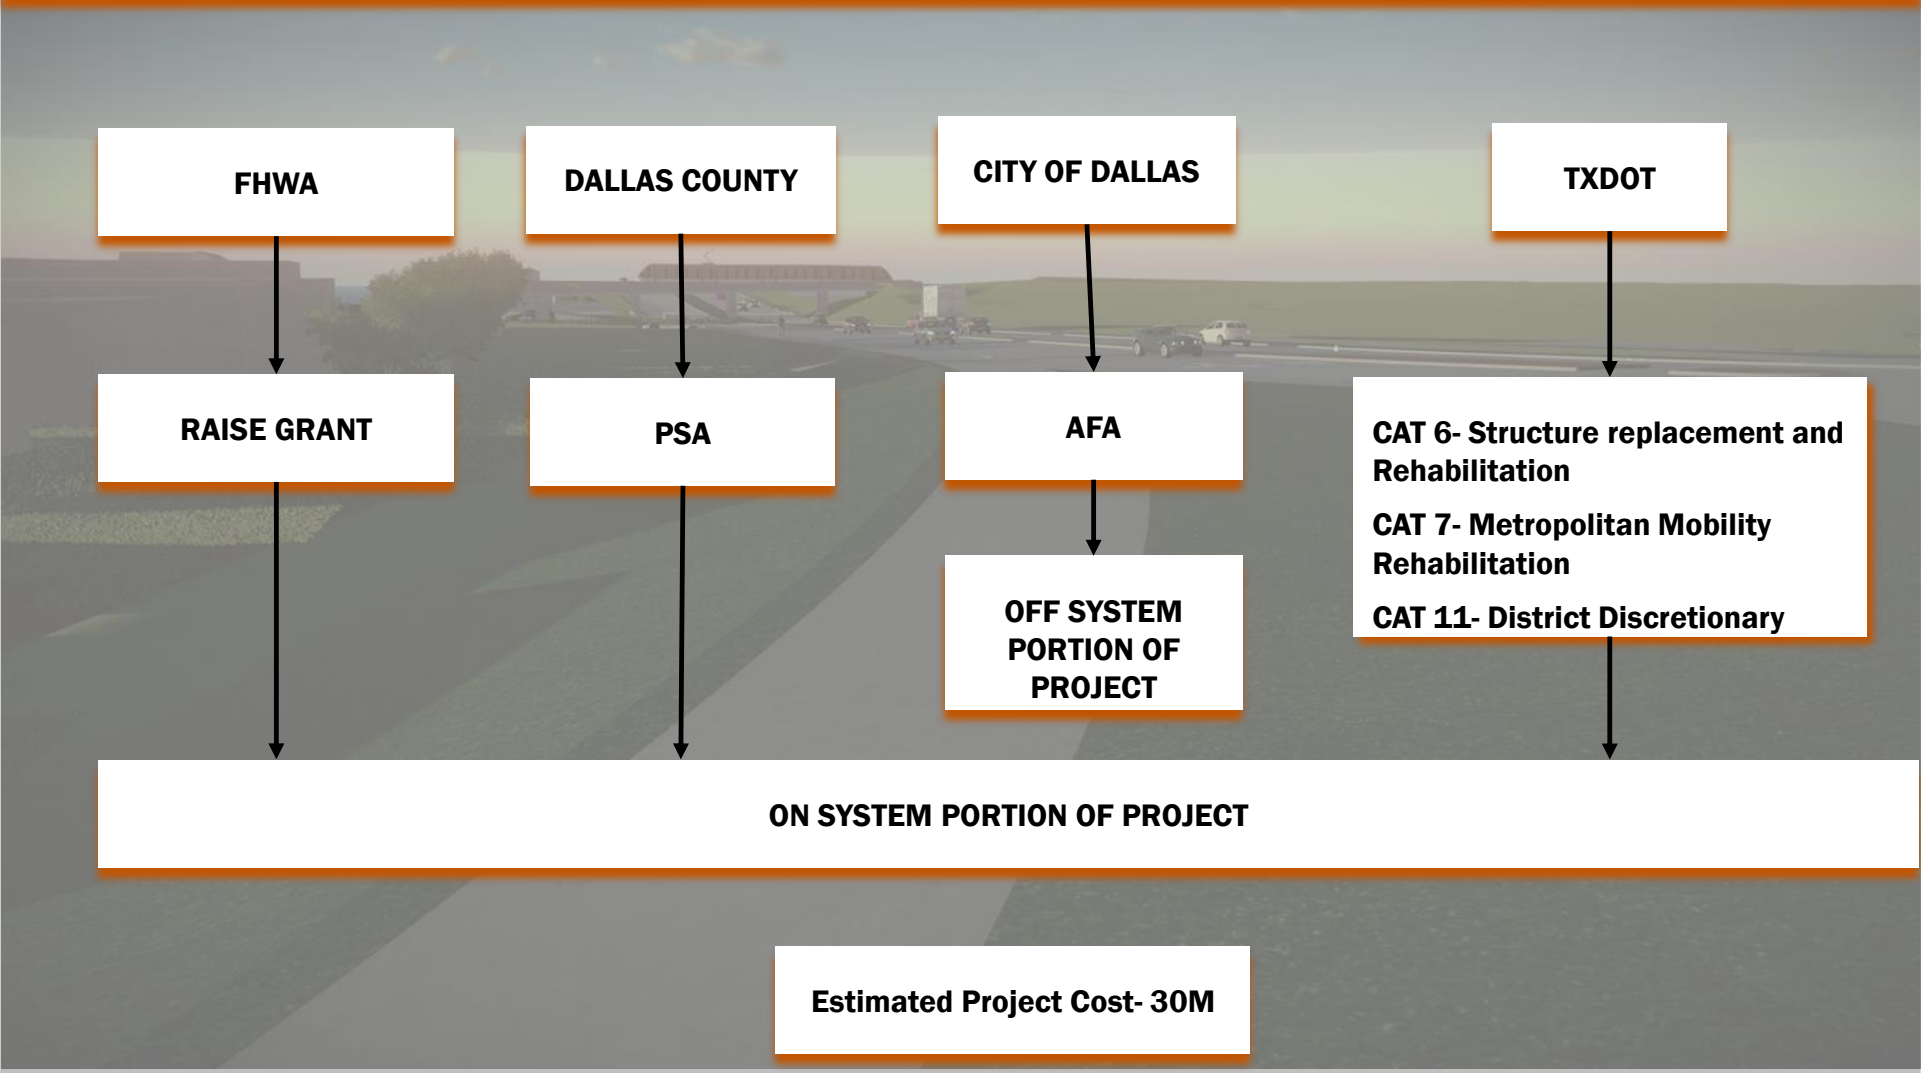 FHWA
DALLAS COUNTY
CITY OF DALLAS
TXDOT
RAISE GRANT
PSA
AFA
CAT 6- Structure replacement and
Rehabilitation
CAT 7- Metropolitan Mobility
Rehabilitation
CAT 11- District Discretionary
OFF SYSTEM
PORTION OF
PROJECT
ON SYSTEM PORTION OF PROJECT
Estimated Project Cost- 30M